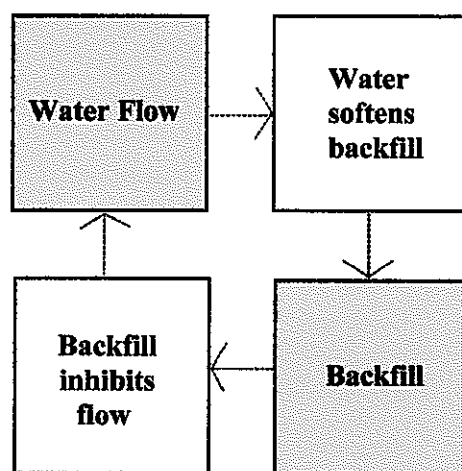 Water Flow
Water
softens
backfill
Backfill
inhibits
flow
Backfill